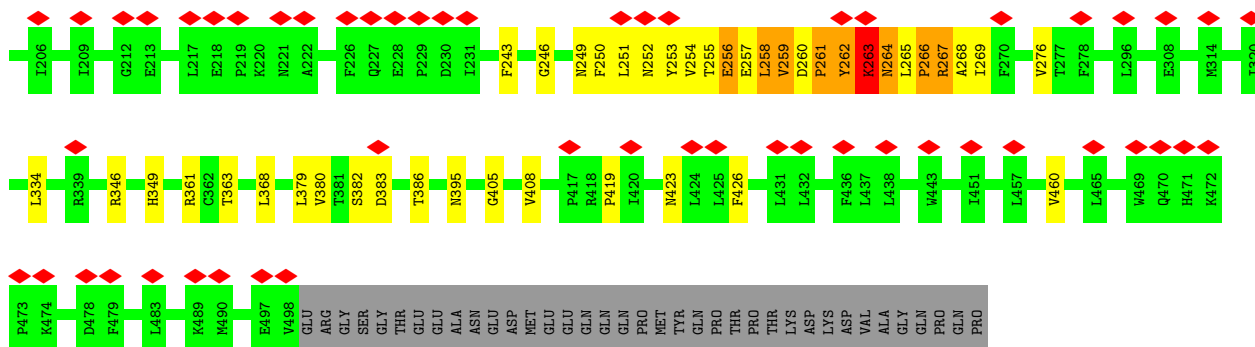 I206 I209 G212 E213 L217 E218 P219 K220 N221 A222 F226 Q227 E228 P229 D230 I231 F243 G246 N249 F250 L251 N252 Y253 V254 T255 E256 E257 L258 V259 D260 P261 Y262 K263 N264 L265 P266 R267 A268 I269 F270 V276 T277 F278 L296 E308 M314
L334 R339 R346 H349 R361 C362 T363 L368 L379 V380 T381 S382 D383 T386 N395 G405 V408 P417 R418 P419 I420 N423 L424 L425 F426 L431 L432 F436 L437 L438 W443 I451 L457 V460 L465 W469 Q470 H471 K472
P473 K474 D478 F479 L483 K489 M490 E497 V498 GLU ARG GLY SER GLY THR GLU GLU ALA ASN GLU ASP MET GLU GLU GLN GLN GLN PRO MET TYR GLN PRO THR PRO THR LYS ASP LYS ASP VAL ALA GLY GLN PRO GLN PRO